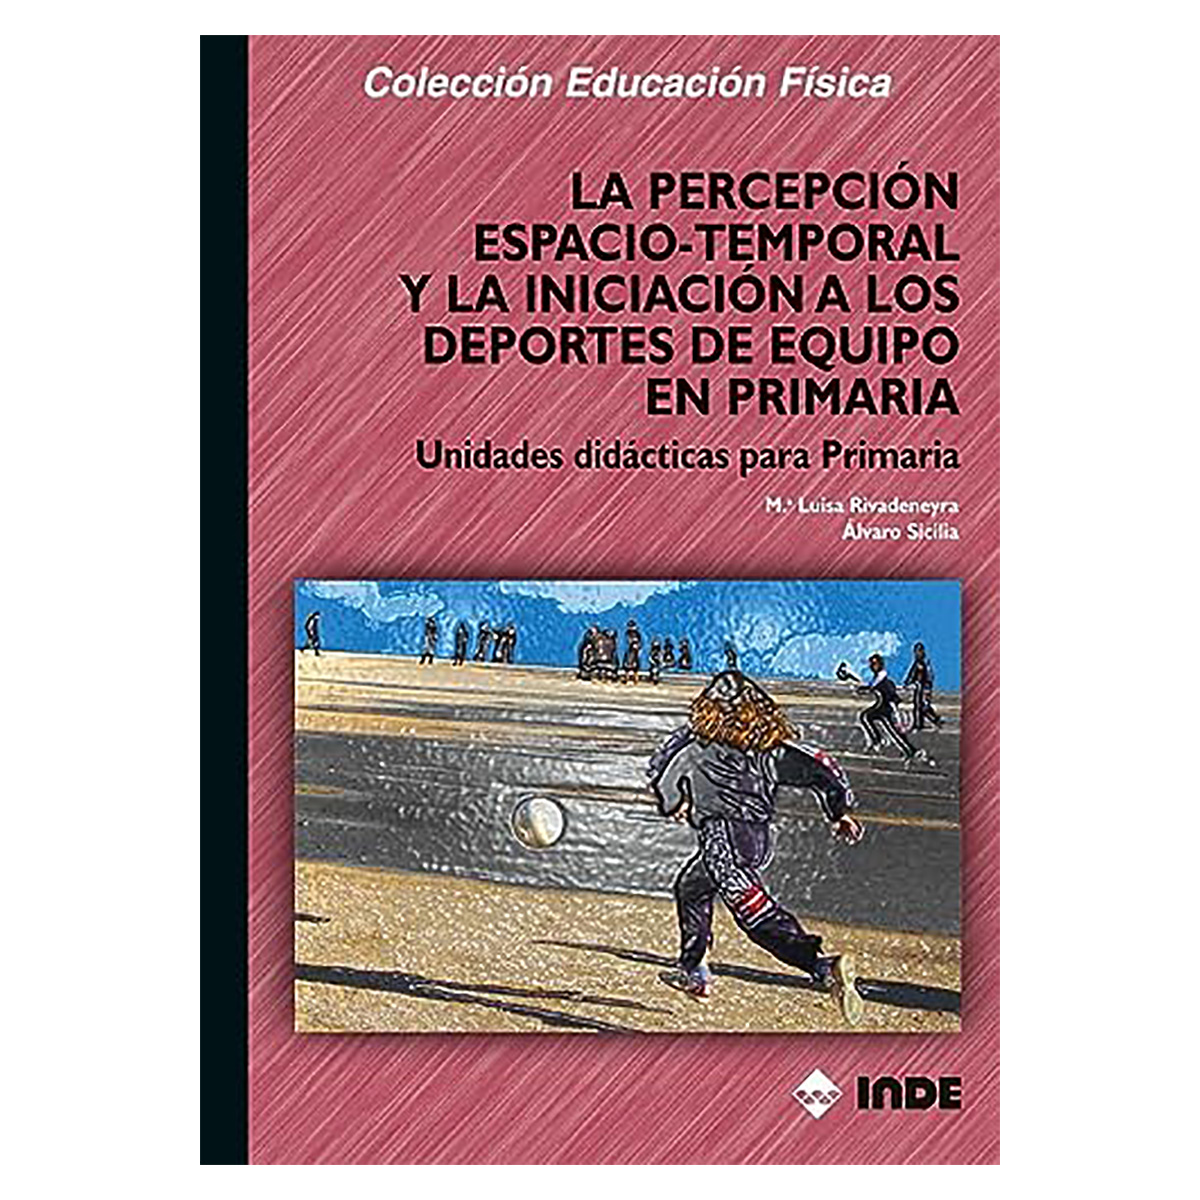 Colección Educación Física
LA PERCEPCIÓN
ESPACIO-TEMPORAL
Y LA INICIACIÓN A LOS
DEPORTES DE EQUIPO
EN PRIMARIA
Unidades didácticas para Primaria
M.ª Luisa Rivadeneyra
Álvaro Sicilia
INDE